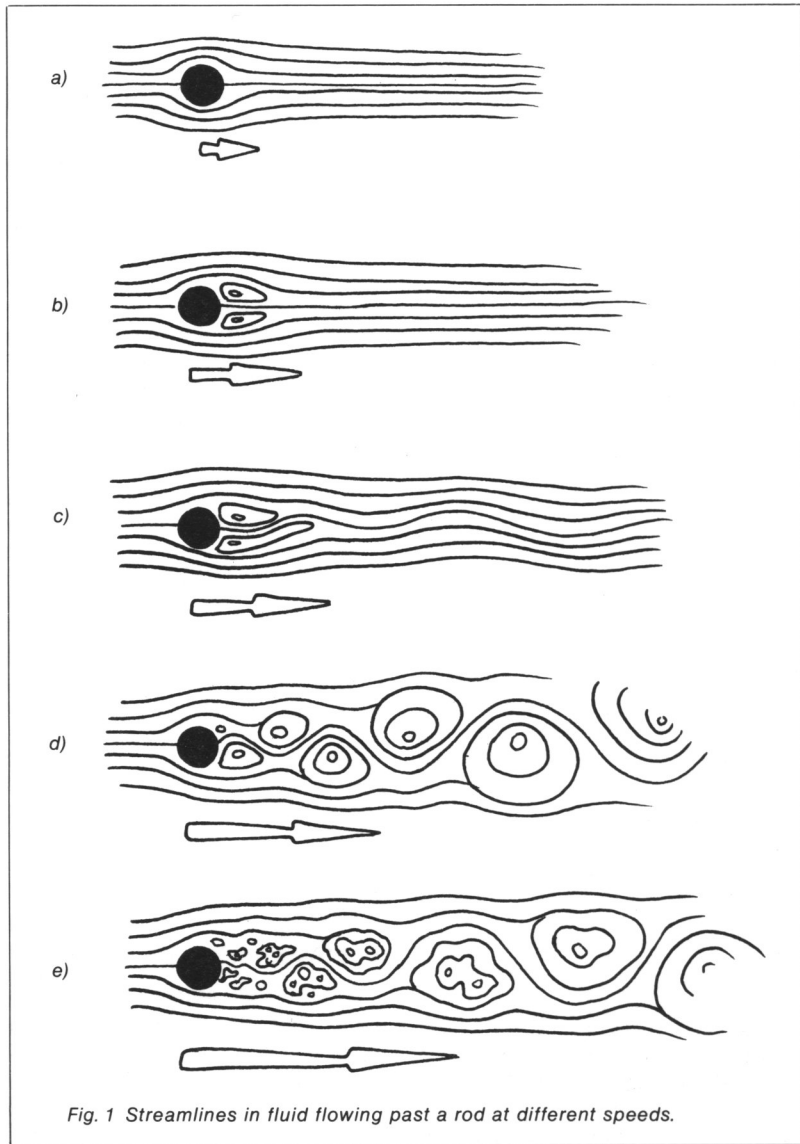 a)
b)
c)
d)
e)
Fig. 1 Streamlines in fluid flowing past a rod at different speeds.